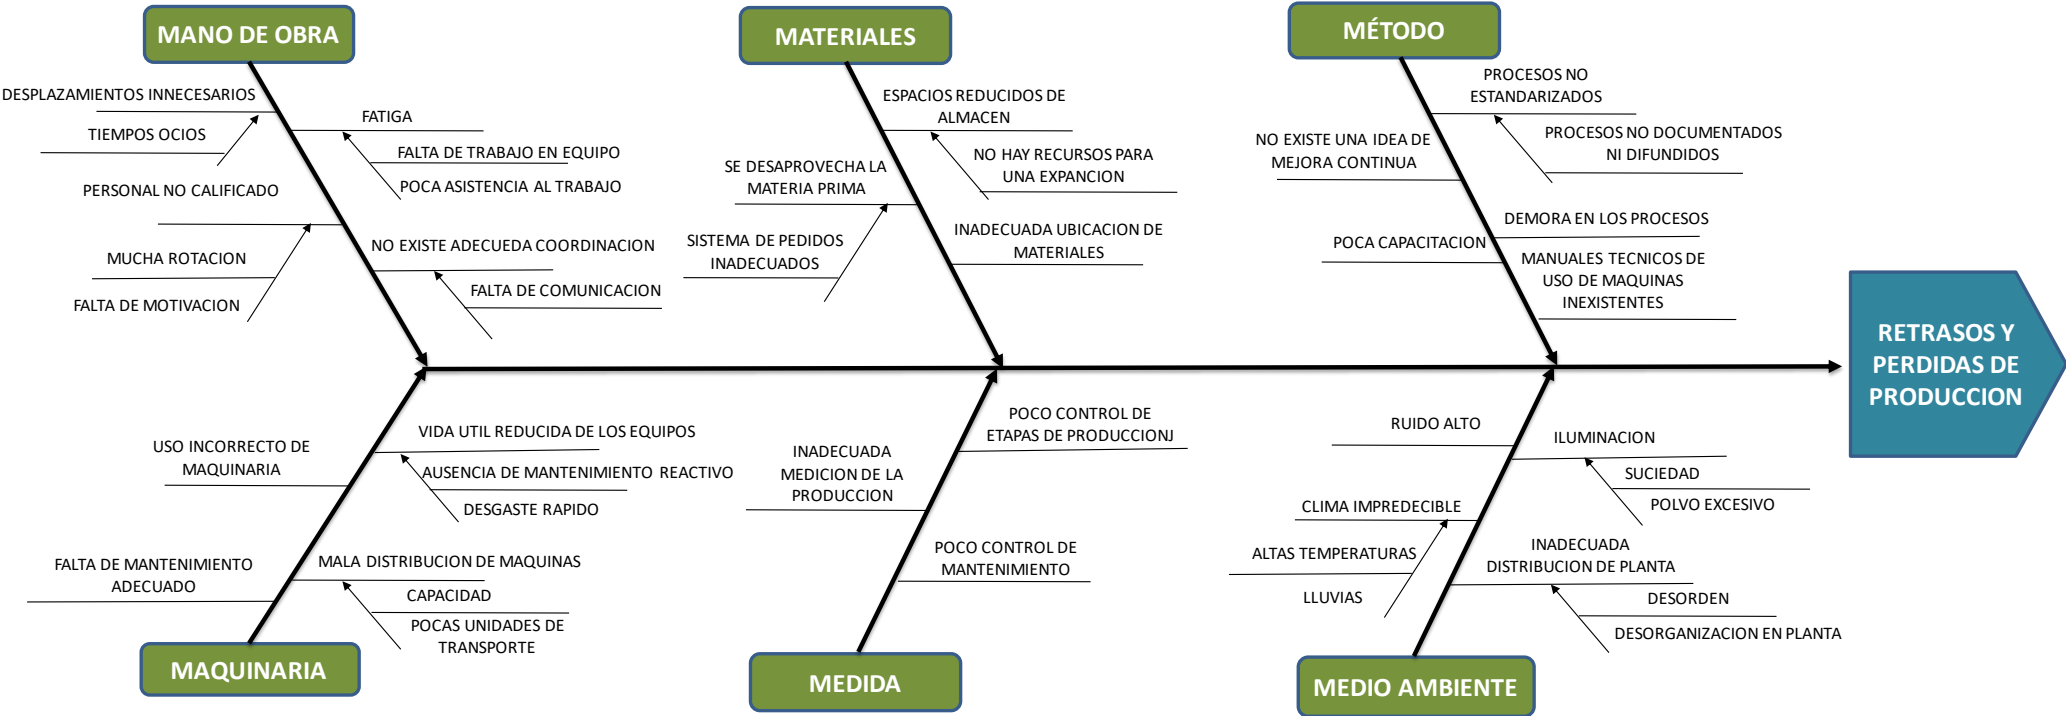 MANO DE OBRA
DESPLAZAMIENTOS INNECESARIOS
TIEMPOS OCIOS
FATIGA
FALTA DE TRABAJO EN EQUIPO
POCA ASISTENCIA AL TRABAJO
PERSONAL NO CALIFICADO
MUCHA ROTACION
FALTA DE MOTIVACION
NO EXISTE ADECUEDA COORDINACION
FALTA DE COMUNICACION
MATERIALES
ESPACIOS REDUCIDOS DE
ALMACEN
NO HAY RECURSOS PARA
UNA EXPANCION
SE DESAPROVECHA LA
MATERIA PRIMA
SISTEMA DE PEDIDOS
INADECUADOS
INADECUADA UBICACION DE
MATERIALES
MÉTODO
PROCESOS NO
ESTANDARIZADOS
PROCESOS NO DOCUMENTADOS
NI DIFUNDIDOS
NO EXISTE UNA IDEA DE
MEJORA CONTINUA
DEMORA EN LOS PROCESOS
POCA CAPACITACION
MANUALES TECNICOS DE
USO DE MAQUINAS
INEXISTENTES
RETRASOS Y
PERDIDAS DE
PRODUCCION
USO INCORRECTO DE
MAQUINARIA
VIDA UTIL REDUCIDA DE LOS EQUIPOS
AUSENCIA DE MANTENIMIENTO REACTIVO
DESGASTE RAPIDO
FALTA DE MANTENIMIENTO
ADECUADO
MALA DISTRIBUCION DE MAQUINAS
CAPACIDAD
POCAS UNIDADES DE
TRANSPORTE
MAQUINARIA
POCO CONTROL DE
ETAPAS DE PRODUCCIONJ
INADECUADA
MEDICION DE LA
PRODUCCION
POCO CONTROL DE
MANTENIMIENTO
MEDIDA
RUIDO ALTO
ILUMINACION
SUCIEDAD
POLVO EXCESIVO
CLIMA IMPREDECIBLE
ALTAS TEMPERATURAS
LLUVIAS
INADECUADA
DISTRIBUCION DE PLANTA
DESORDEN
DESORGANIZACION EN PLANTA
MEDIO AMBIENTE